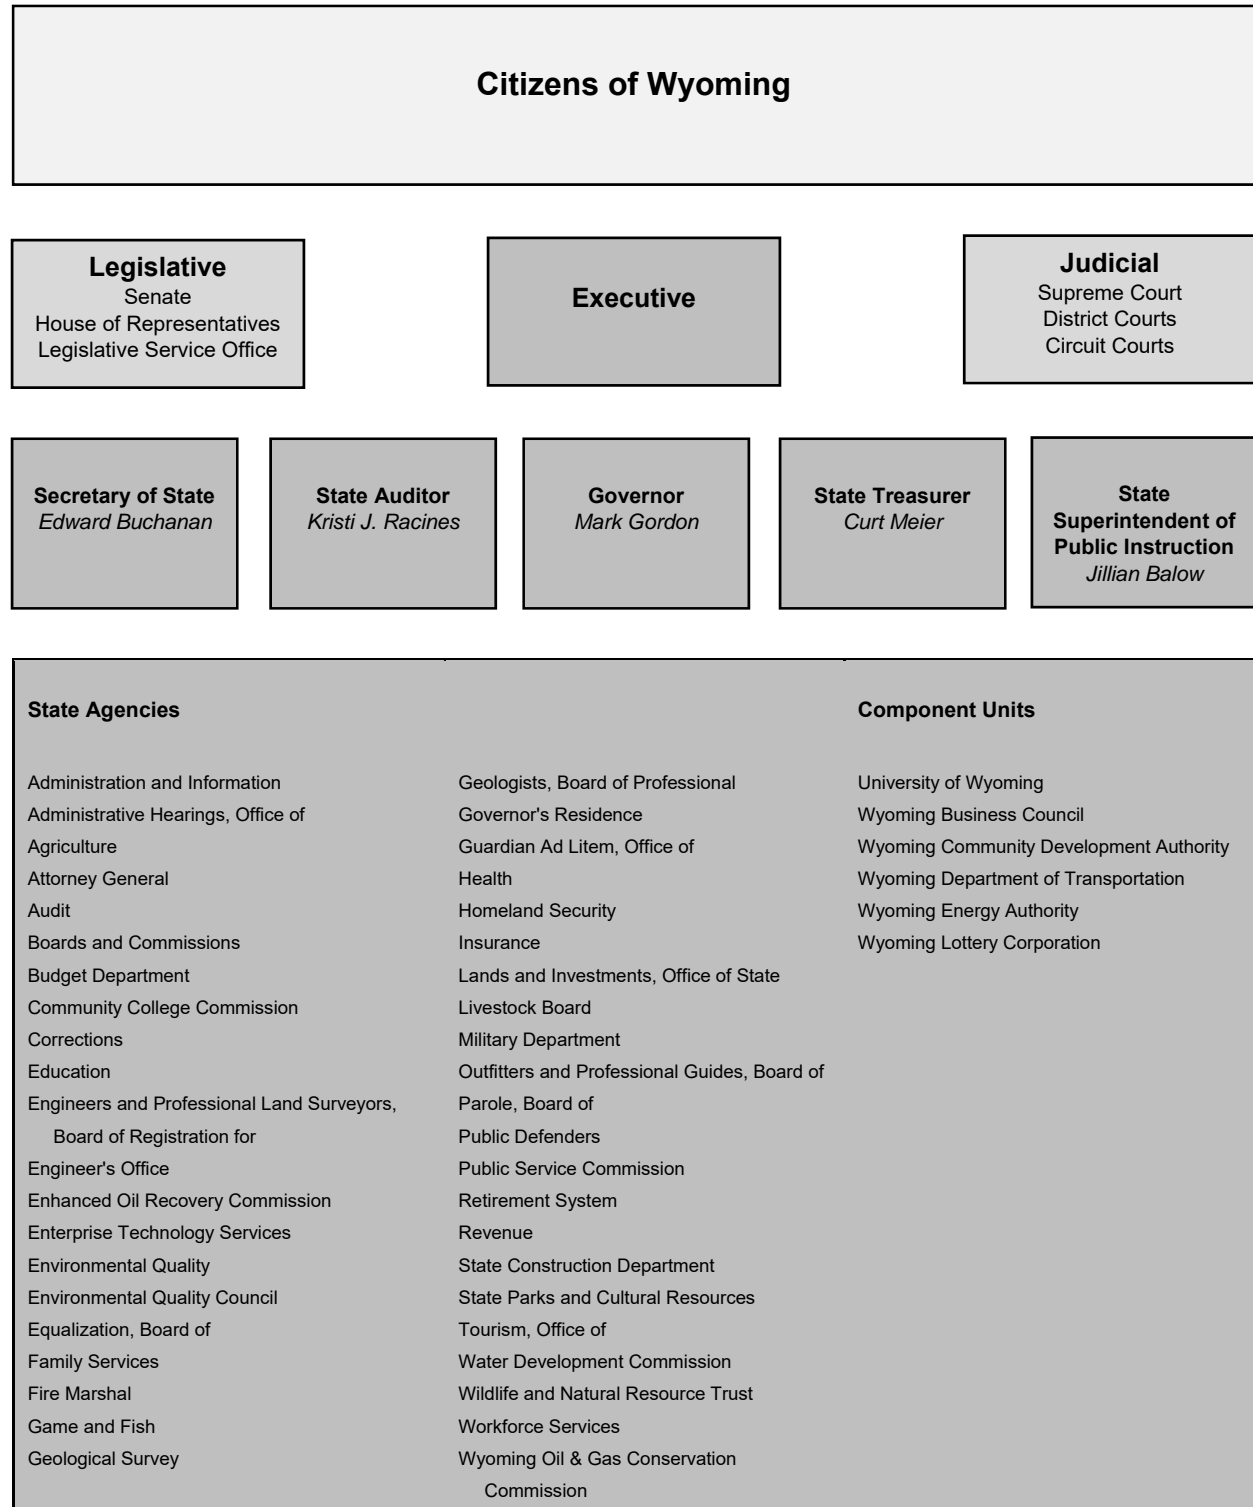 Citizens of Wyoming
Legislative
Senate
House of Representatives
Legislative Service Office
Executive
Judicial
Supreme Court
District Courts
Circuit Courts
Secretary of State
Edward Buchanan
State Auditor
Kristi J. Racines
Governor
Mark Gordon
State Treasurer
Curt Meier
State
Superintendent of
Public Instruction
Jillian Balow
State Agencies
Administration and Information
Administrative Hearings, Office of
Agriculture
Attorney General
Audit
Boards and Commissions
Budget Department
Community College Commission
Corrections
Education
Engineers and Professional Land Surveyors,
Board of Registration for
Engineer's Office
Enhanced Oil Recovery Commission
Enterprise Technology Services
Environmental Quality
Environmental Quality Council
Equalization, Board of
Family Services
Fire Marshal
Game and Fish
Geological Survey
Geologists, Board of Professional
Governor's Residence
Guardian Ad Litem, Office of
Health
Homeland Security
Insurance
Lands and Investments, Office of State
Livestock Board
Military Department
Outfitters and Professional Guides, Board of
Parole, Board of
Public Defenders
Public Service Commission
Retirement System
Revenue
State Construction Department
State Parks and Cultural Resources
Tourism, Office of
Water Development Commission
Wildlife and Natural Resource Trust
Workforce Services
Wyoming Oil & Gas Conservation
Commission
Component Units
University of Wyoming
Wyoming Business Council
Wyoming Community Development Authority
Wyoming Department of Transportation
Wyoming Energy Authority
Wyoming Lottery Corporation